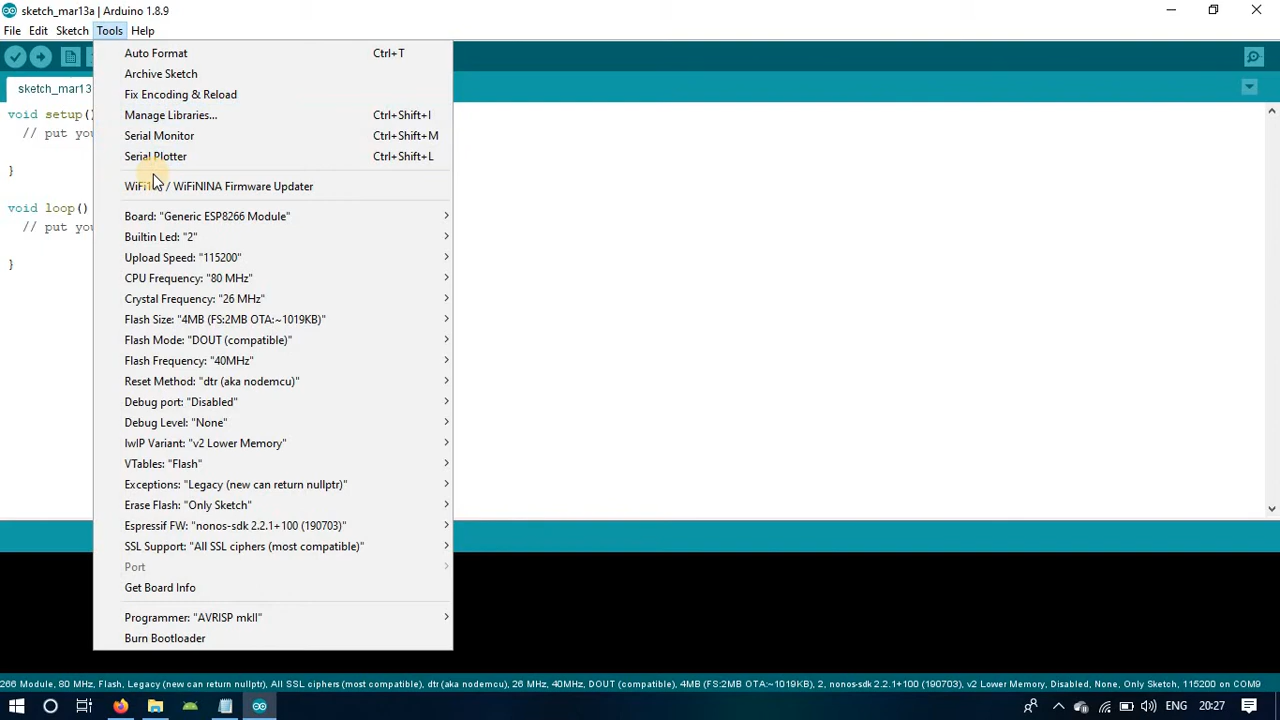 sketch_mar13a | Arduino 1.8.9
File Edit Sketch Tools Help
Auto Format Ctrl+T
Archive Sketch
sketch_mar13
Fix Encoding & Reload
void setup()
Manage Libraries... Ctrl+Shift+I
// put you
Serial Monitor Ctrl+Shift+M
Serial Plotter Ctrl+Shift+L
}
/ WiFiNINA Firmware Updater
void loop()
Board: "Generic ESP8266 Module"
// put you
Builtin Led: "2"
Upload Speed: "115200"
}
CPU Frequency: "80 MHz"
Crystal Frequency: "26 MHz"
Flash Size: "4MB (FS:2MB OTA:~1019KB)"
Flash Mode: "DOUT (compatible)"
Flash Frequency: "40MHz"
Reset Method: "dtr (aka nodemcu)"
Debug port: "Disabled"
Debug Level: "None"
lwIP Variant: "v2 Lower Memory"
VTables: "Flash"
Exceptions: "Legacy (new can return nullptr)"
Erase Flash: "Only Sketch"
Espressif FW: "nonos-sdk 2.2.1+100 (190703)"
SSL Support: "All SSL ciphers (most compatible)"
Port
Get Board Info
Programmer: "AVRISP mkII"
Burn Bootloader
266 Module, 80 MHz, Flash, Legacy (new can return nullptr), All SSL ciphers (most compatible), dtr (aka nodemcu), 26 MHz, 40MHz, DOUT (compatible), 4MB (FS:2MB OTA:~1019KB), 2, nonos-sdk 2.2.1+100 (190703), v2 Lower Memory, Disabled, None, Only Sketch, 115200 on COM9
ENG 20:27